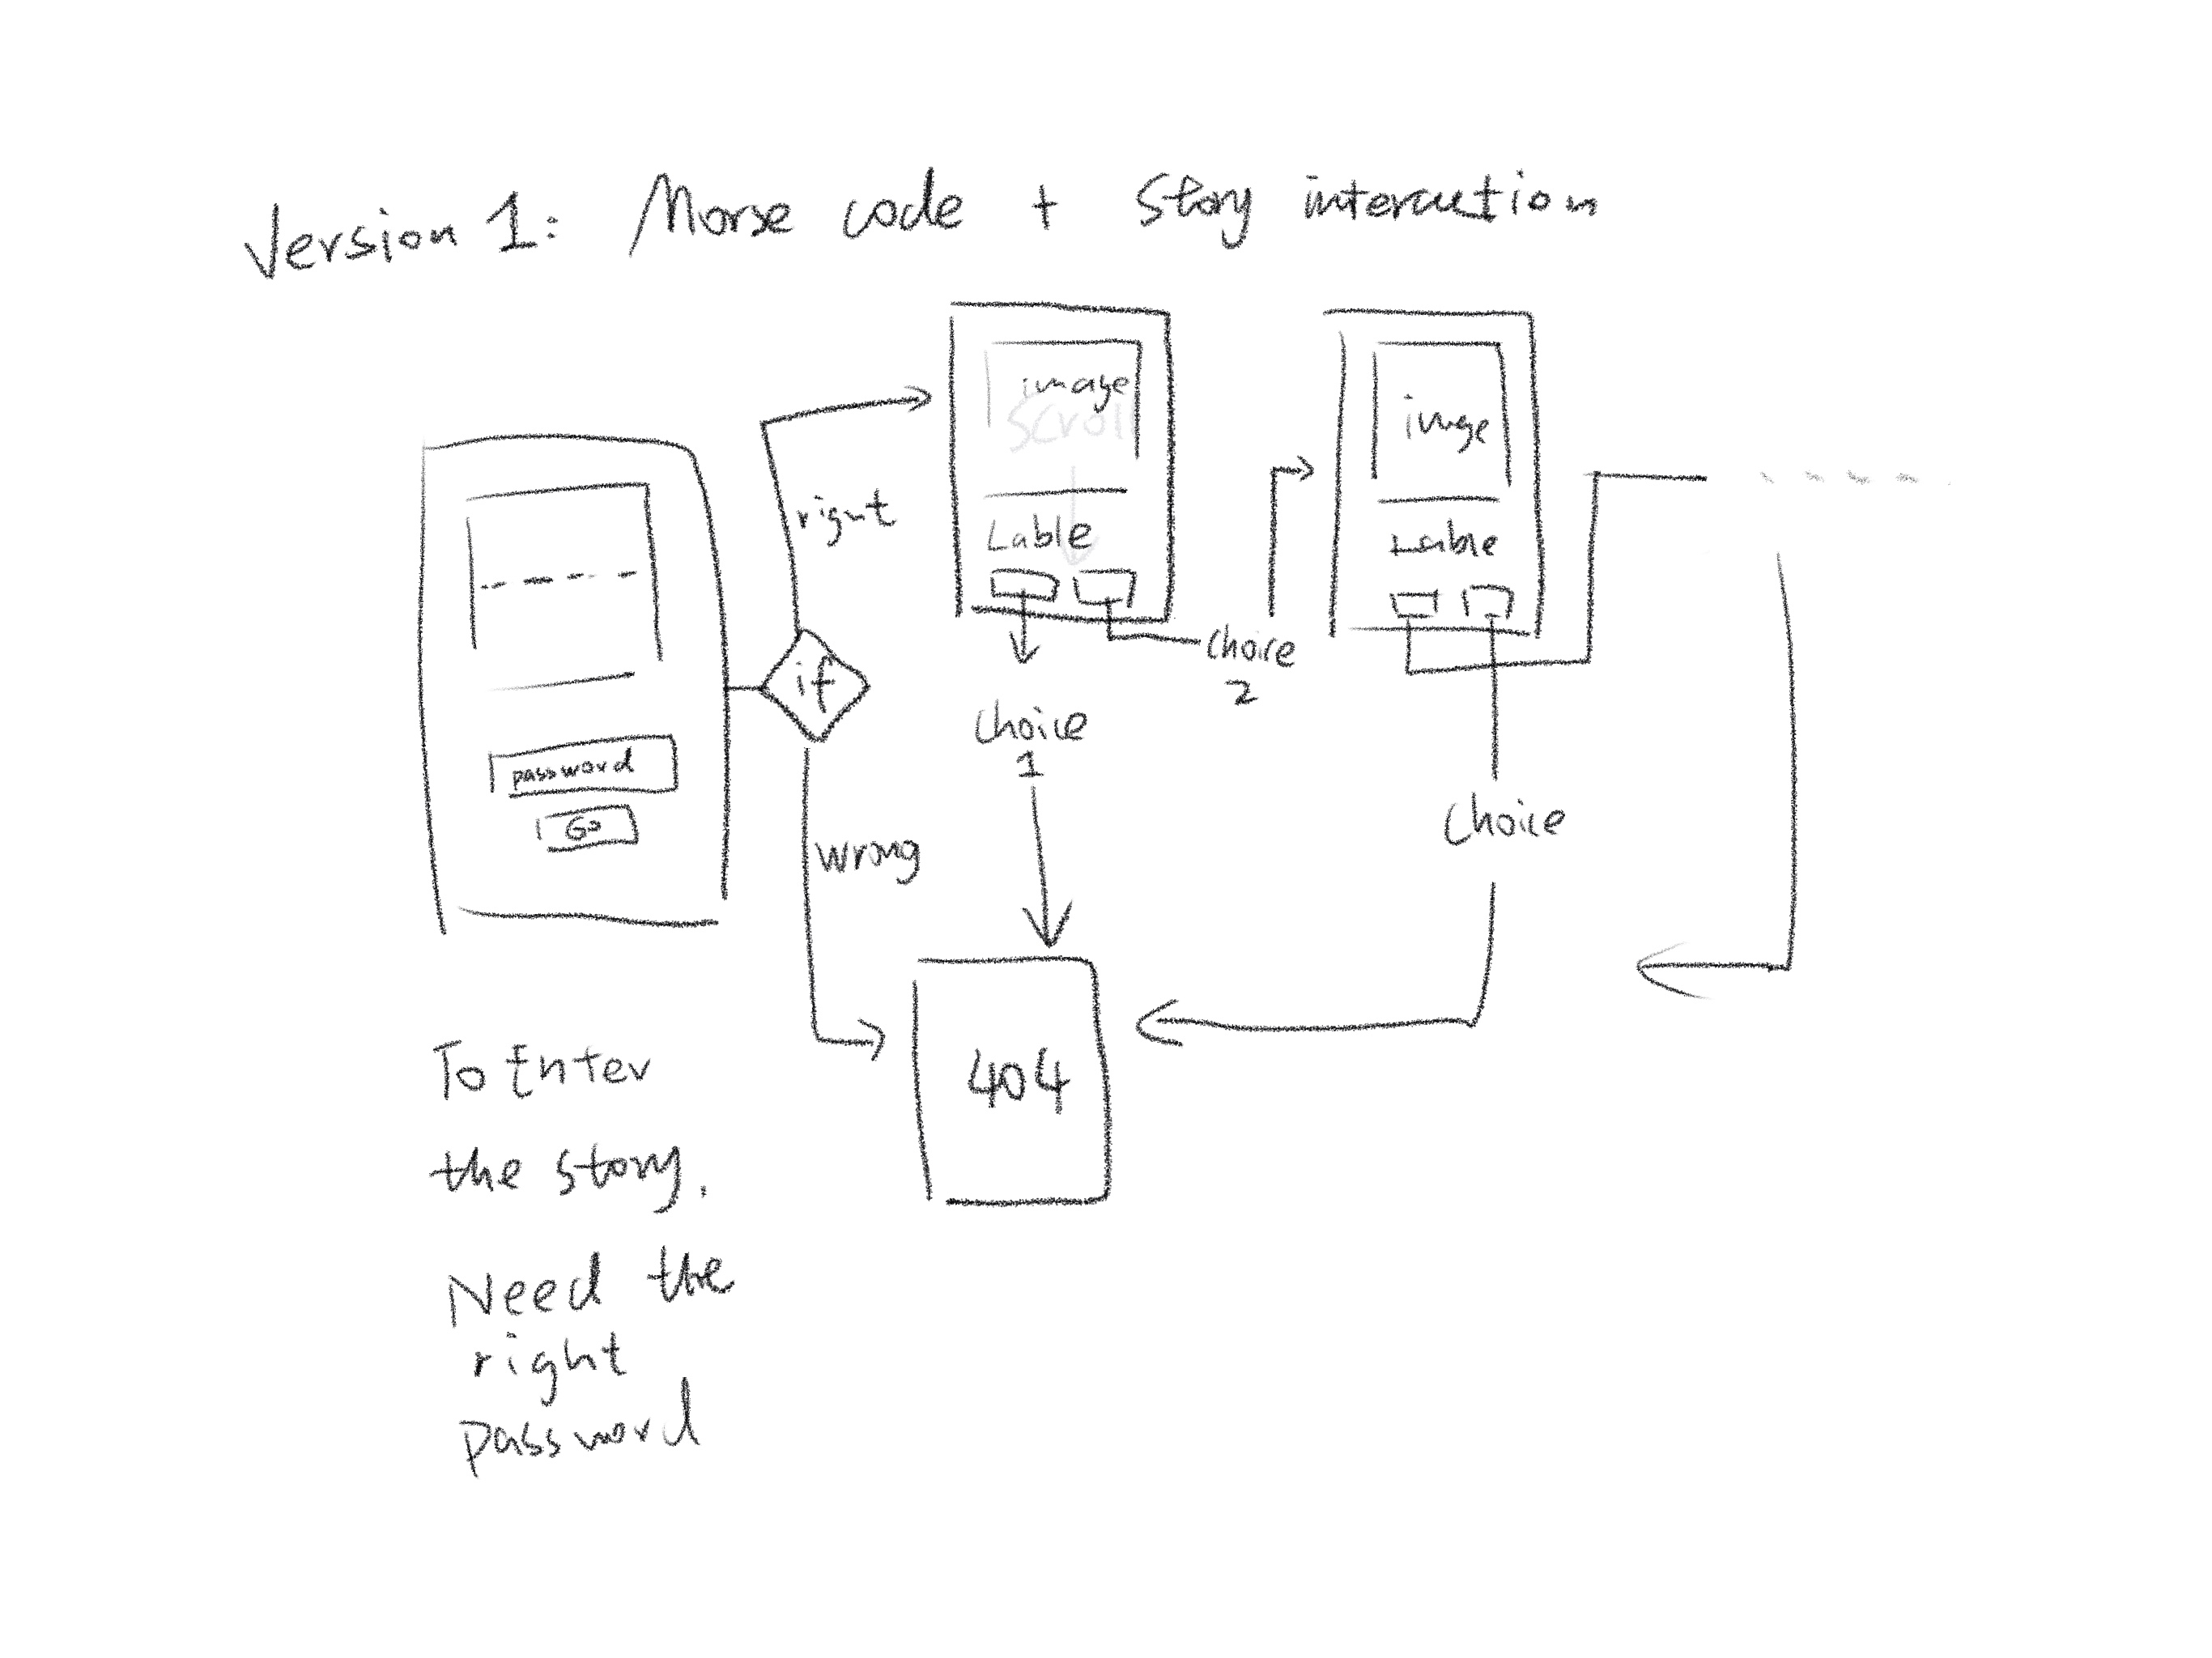 Version 1: Morse code + Story interaction
image
Scroll
Lable
image
Lable
right
if
password
Go
wrong
Choice
1
Choice
2
Choice
404
To Enter
the story.
Need the
right
password